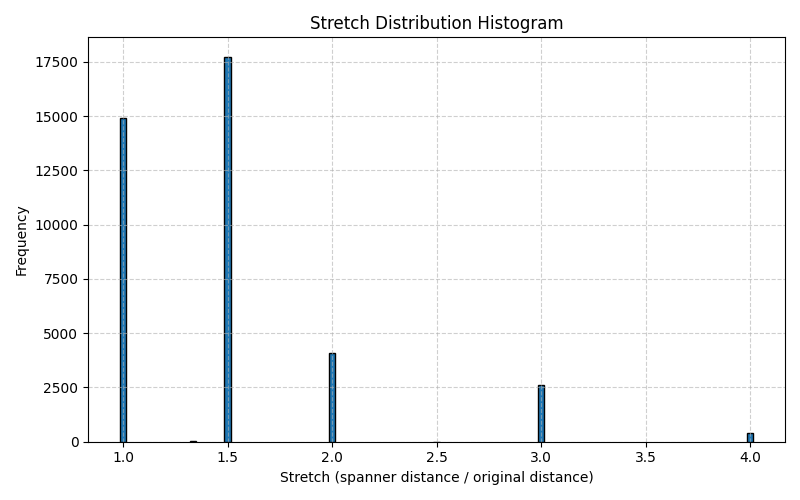 Stretch Distribution Histogram
17500
15000
12500
10000
7500
5000
2500
0
Frequency
1.0 1.5 2.0 2.5 3.0 3.5 4.0
Stretch (spanner distance / original distance)